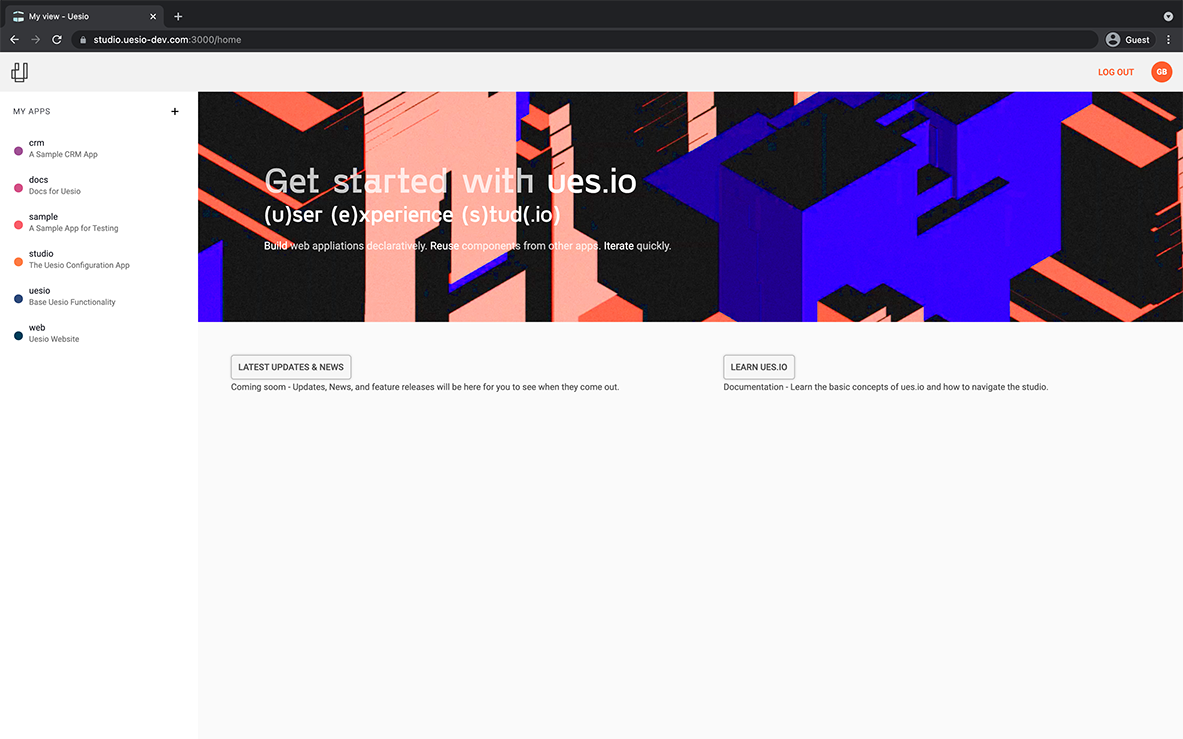 My view - Uesio
studio.uesio-dev.com:3000/home
Guest
LOG OUT
GB
MY APPS
crm
A Sample CRM App
docs
Docs for Uesio
sample
A Sample App for Testing
studio
The Uesio Configuration App
uesio
Base Uesio Functionality
web
Uesio Website
Get started with ues.io
(u)ser (e)xperience (s)tud(.io)
Build web appliations declaratively. Reuse components from other apps. Iterate quickly.
LATEST UPDATES & NEWS
Coming soom - Updates, News, and feature releases will be here for you to see when they come out.
LEARN UES.IO
Documentation - Learn the basic concepts of ues.io and how to navigate the studio.